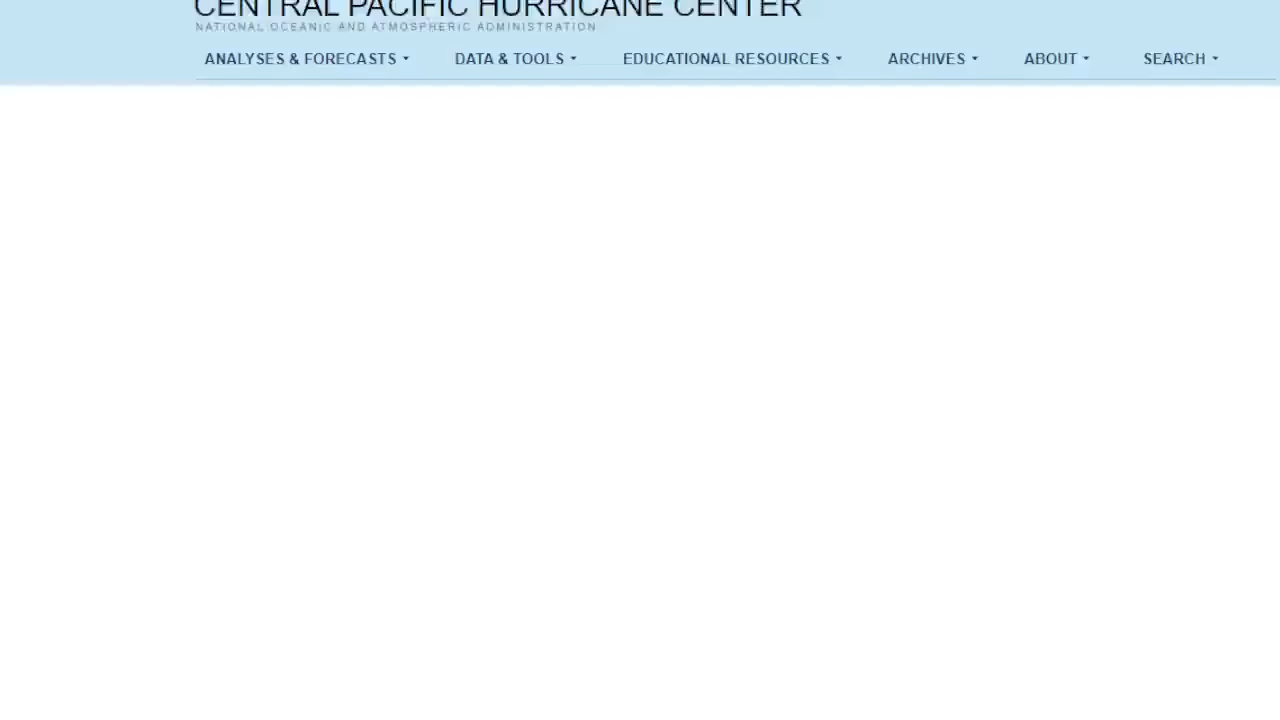 CENTRAL PACIFIC HURRICANE CENTER
NATIONAL OCEANIC AND ATMOSPHERIC ADMINISTRATION
ANALYSES & FORECASTS DATA & TOOLS EDUCATIONAL RESOURCES ARCHIVES ABOUT SEARCH